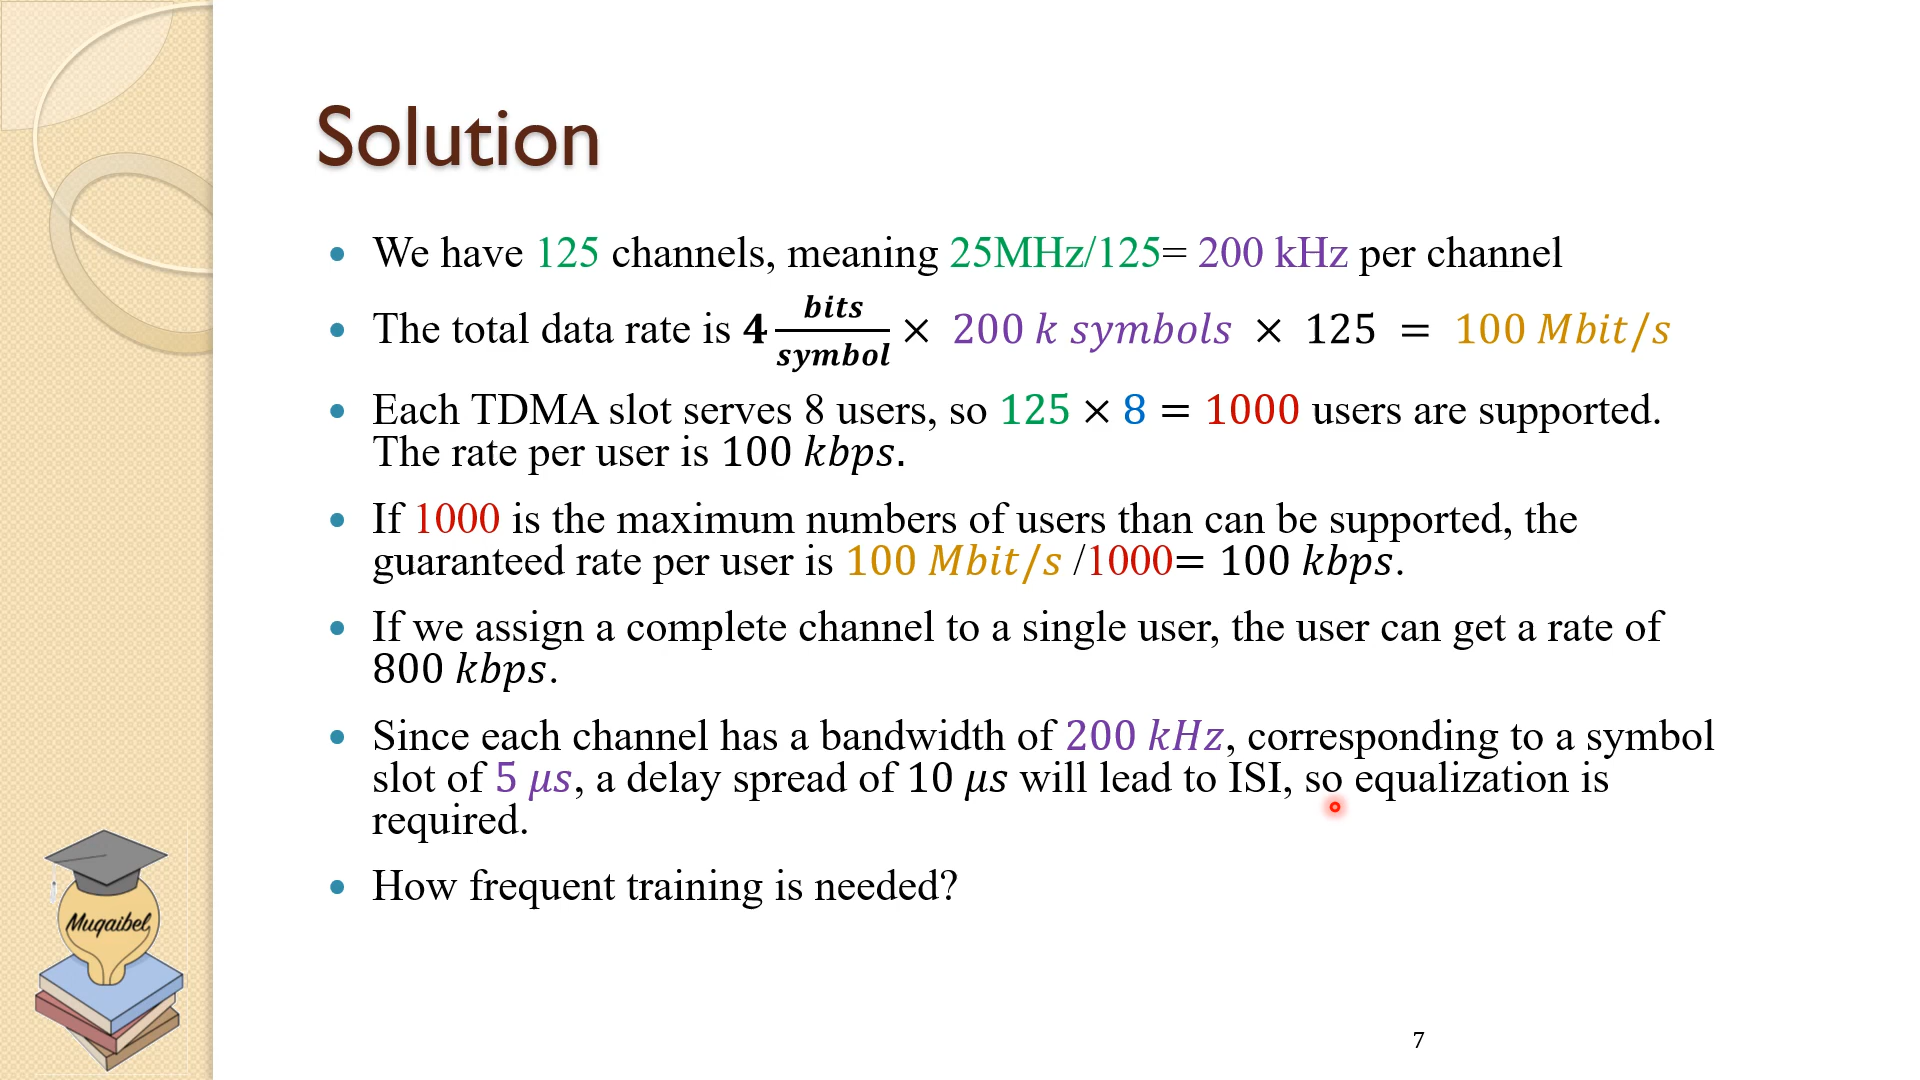 Solution
• We have 125 channels, meaning 25MHz/125= 200 kHz per channel
• The total data rate is 4 bits/symbol × 200 k symbols × 125 = 100 Mbit/s
• Each TDMA slot serves 8 users, so 125 × 8 = 1000 users are supported.
The rate per user is 100 kbps.
• If 1000 is the maximum numbers of users than can be supported, the
guaranteed rate per user is 100 Mbit/s /1000= 100 kbps.
• If we assign a complete channel to a single user, the user can get a rate of
800 kbps.
• Since each channel has a bandwidth of 200 kHz, corresponding to a symbol
slot of 5 μs, a delay spread of 10 μs will lead to ISI, so equalization is
required.
• How frequent training is needed?
Muqaibel
7